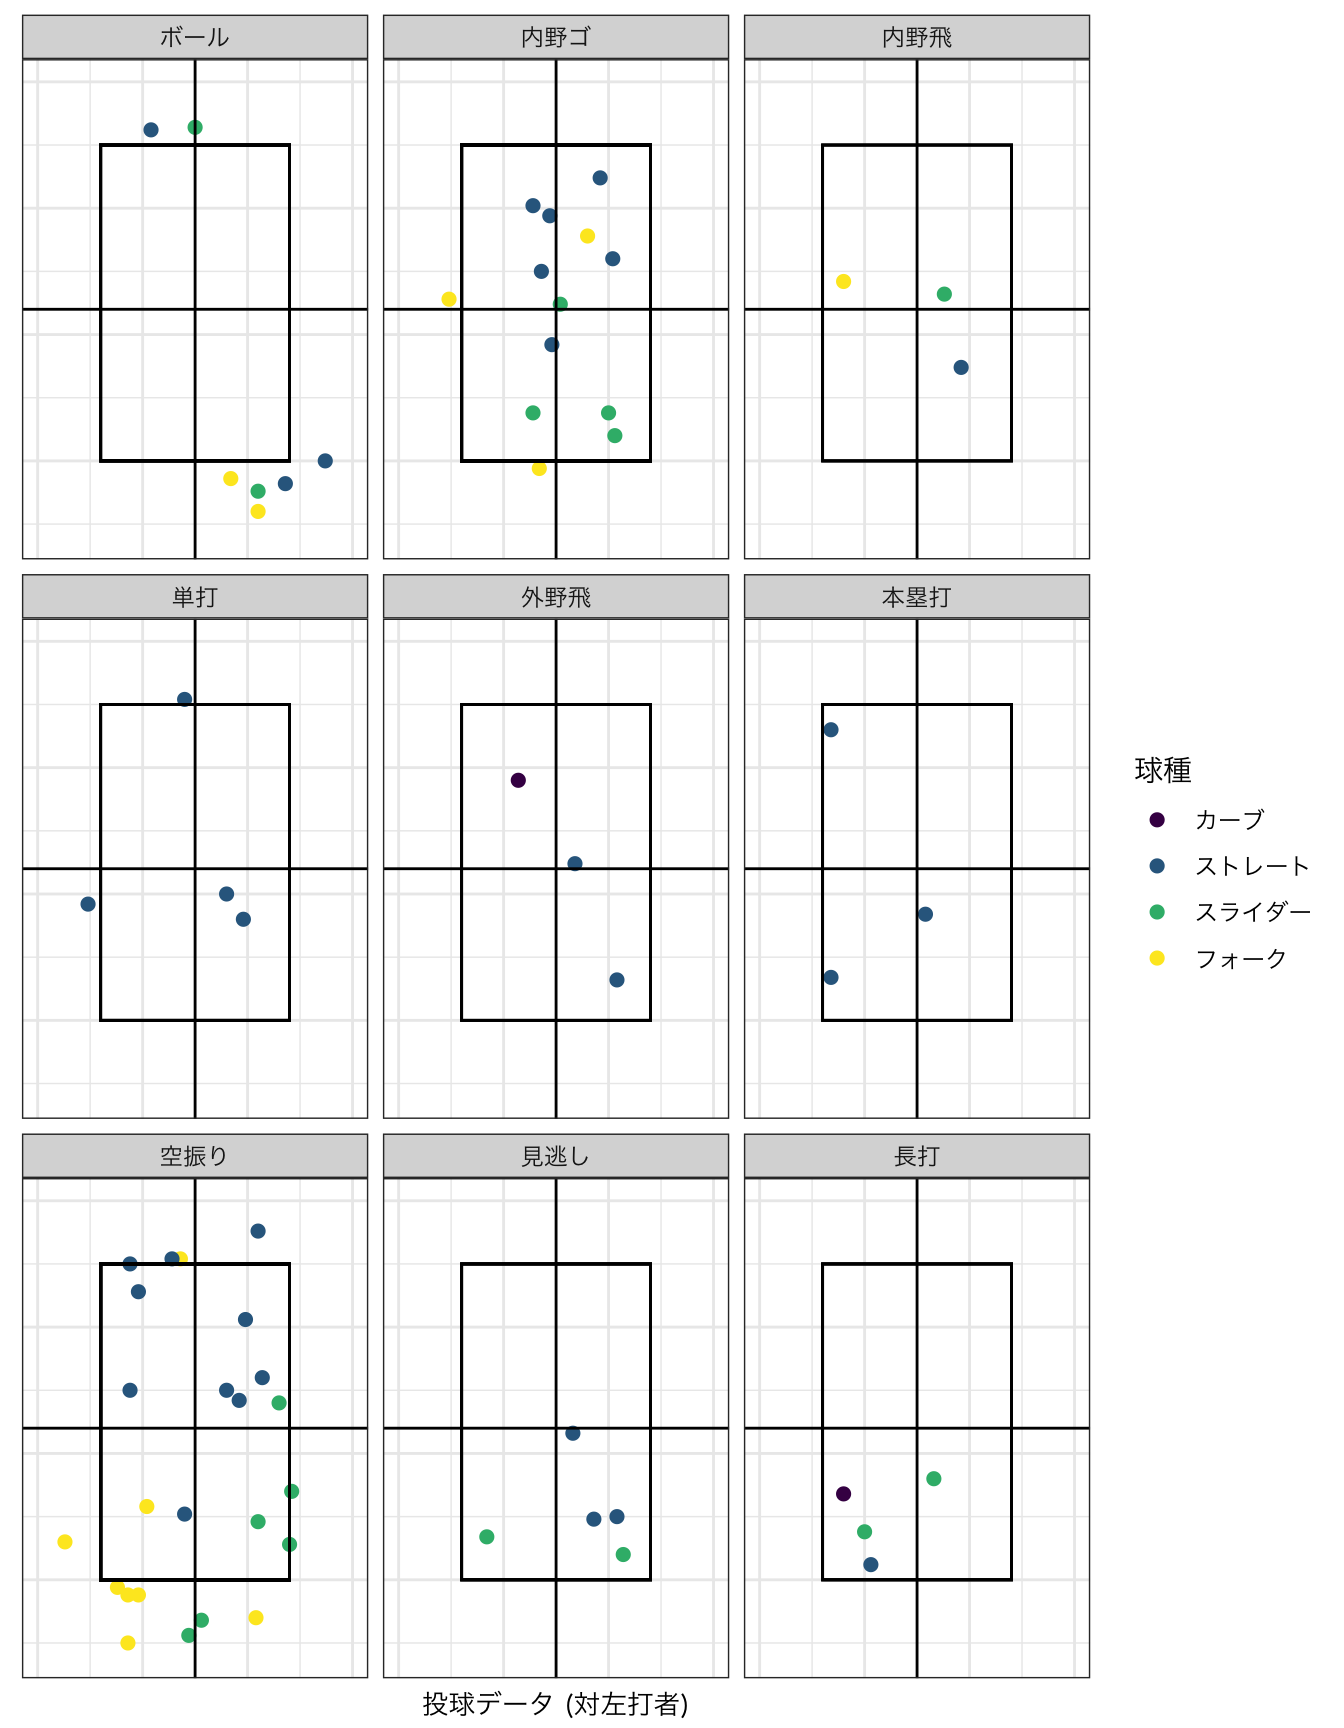 ボール
内野ゴ
内野飛
単打
外野飛
本塁打
空振り
見逃し
長打
球種
カーブ
ストレート
スライダー
フォーク
投球データ (対左打者)